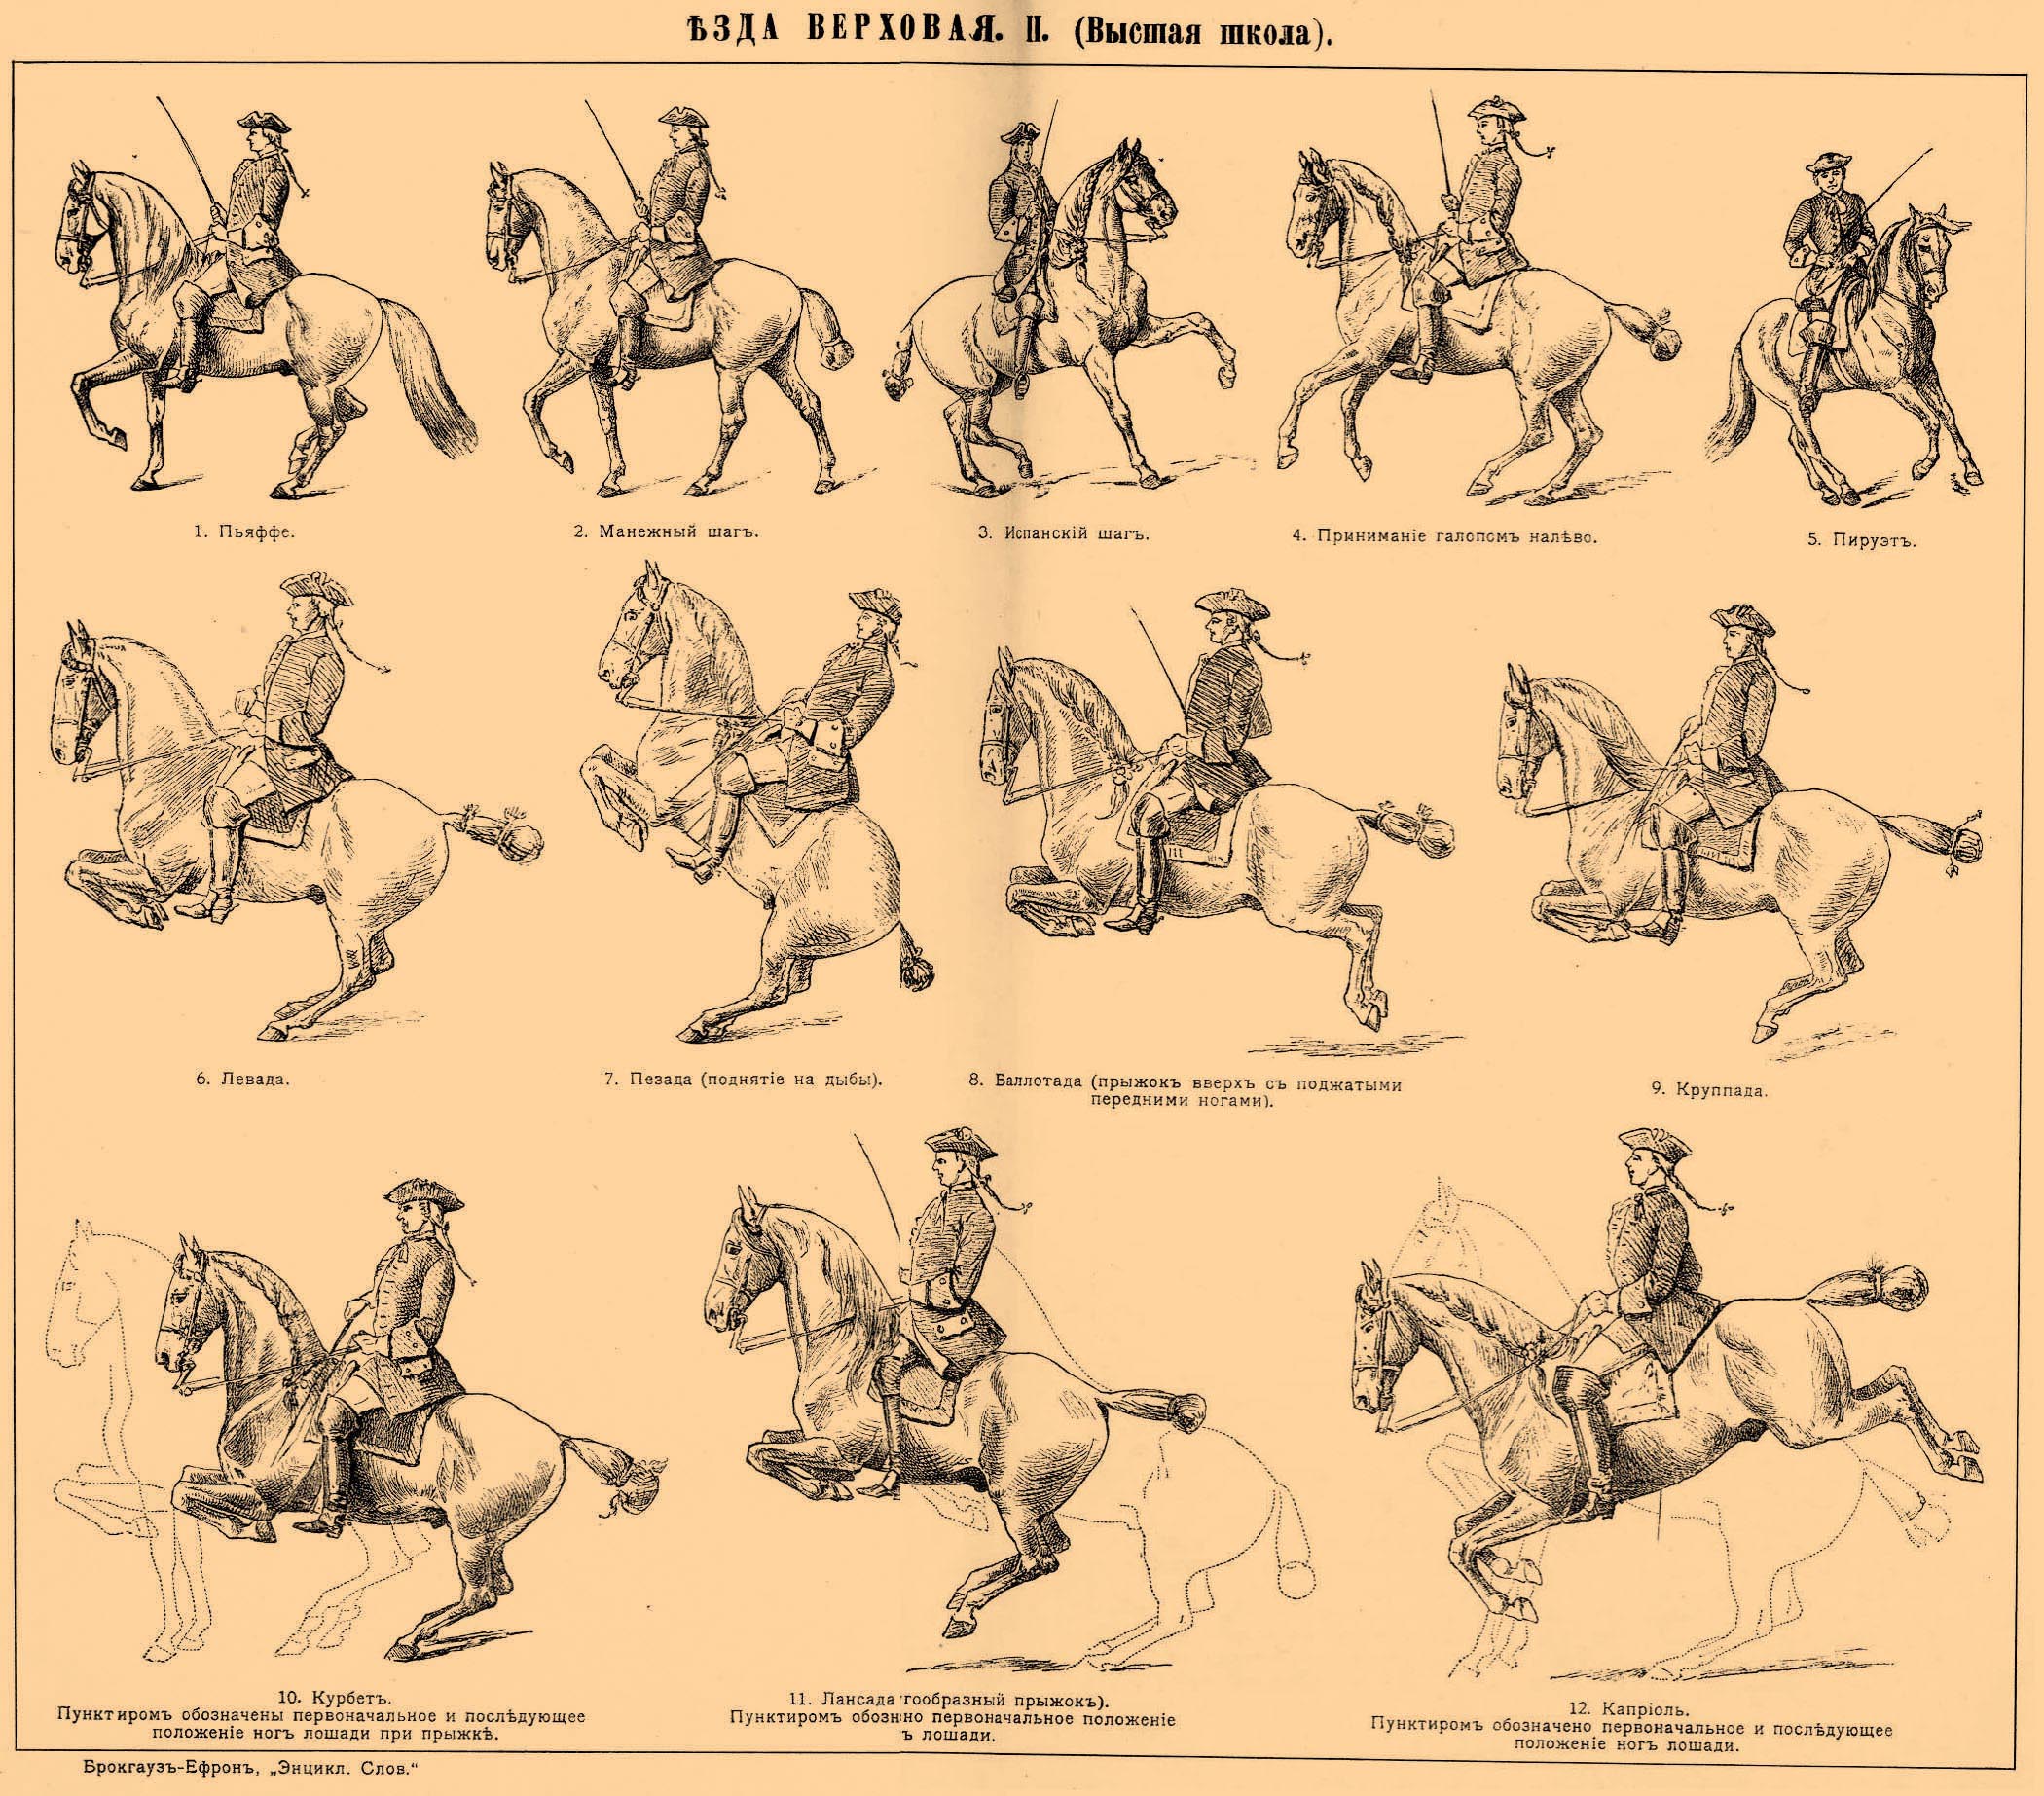 ѢЗДА ВЕРХОВАЯ. II. (Высшая школа).
1. Пьяффе.
2. Манежный шагъ.
3. Испанскій шагъ.
4. Приниманіе галопомъ налѣво.
5. Пируэтъ.
6. Левада.
7. Пезада (поднятіе на дыбы).
8. Баллотада (прыжокъ вверхъ съ поджатыми
передними ногами).
9. Круппада.
10. Курбетъ.
Пунктиромъ обозначены первоначальное и послѣдующее
положеніе ногъ лошади при прыжкѣ.
11. Лансада гообразный прыжокъ).
Пунктиромъ обозно первоначальное положеніе
ъ лошади.
12. Капріоль.
Пунктиромъ обозначено первоначальное и послѣдующее
положеніе ногъ лошади.
Брокгаузъ-Ефронъ, „Энцикл. Слов.“